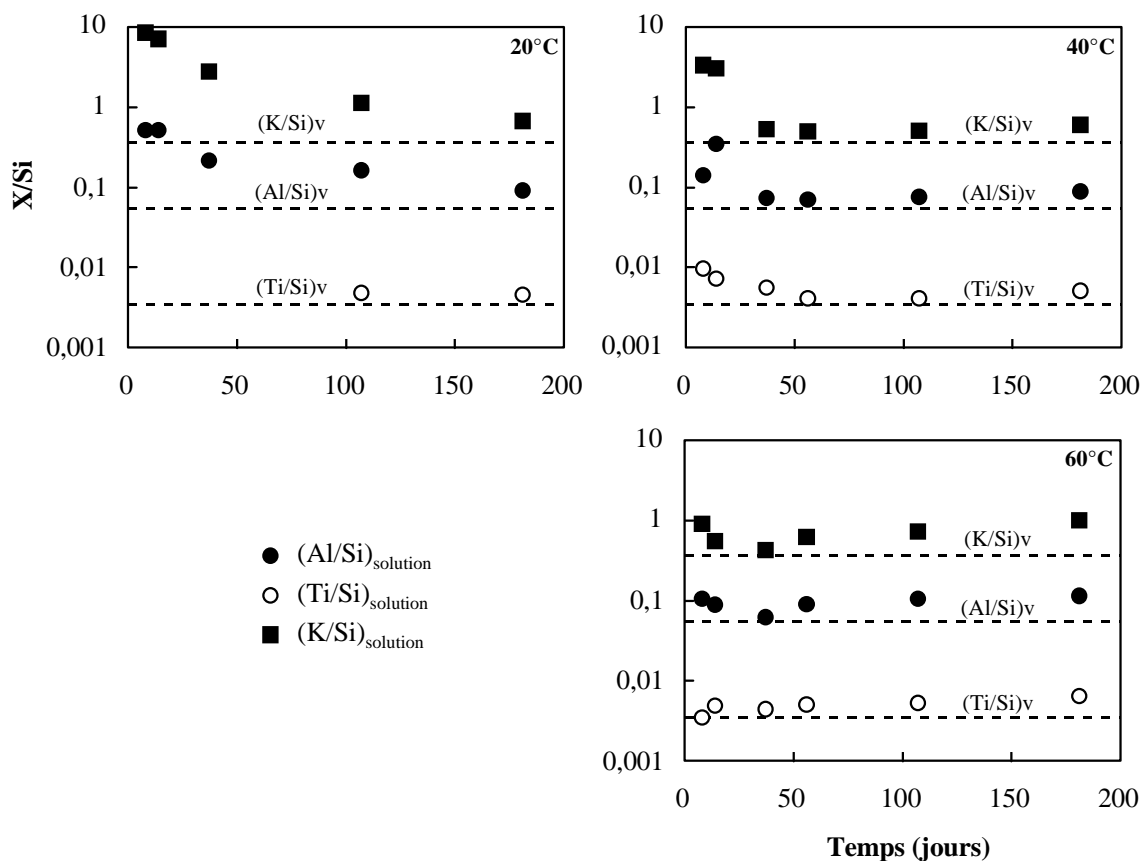 10
20°C
1
(K/Si)v
X/Si
0,1
(Al/Si)v
0,01
(Ti/Si)v
0,001
0 50 100 150 200
10
40°C
1
(K/Si)v
0,1
(Al/Si)v
0,01
(Ti/Si)v
0,001
0 50 100 150 200
(Al/Si)solution
(Ti/Si)solution
(K/Si)solution
10
60°C
1
(K/Si)v
0,1
(Al/Si)v
0,01
(Ti/Si)v
0,001
0 50 100 150 200
Temps (jours)